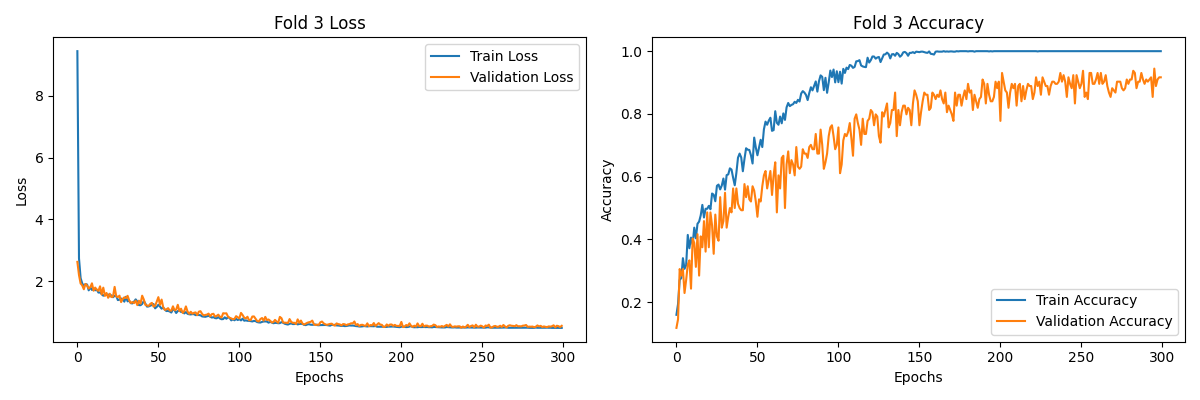 Fold 3 Loss
Loss
8
6
4
2
Train Loss
Validation Loss
0
50
100
150
200
250
300
Epochs
Fold 3 Accuracy
Accuracy
1.0
0.8
0.6
0.4
0.2
Train Accuracy
Validation Accuracy
0
50
100
150
200
250
300
Epochs